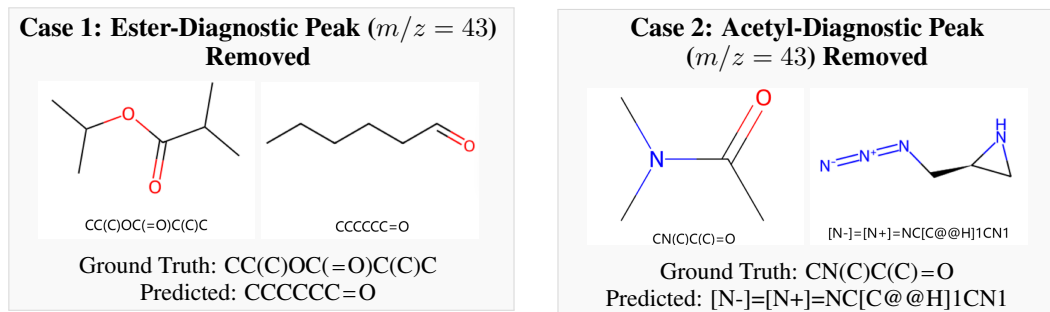 Case 1: Ester-Diagnostic Peak (m/z = 43)
Removed
O
O
CC(C)OC(=O)C(C)C
O
CCCCCC=O
Ground Truth: CC(C)OC(=O)C(C)C
Predicted: CCCCCC=O
Case 2: Acetyl-Diagnostic Peak
(m/z = 43) Removed
O
N
CN(C)C(C)=O
H
N
N⁻ N⁺ N
[N-]=[N+]=NC[C@@H]1CN1
Ground Truth: CN(C)C(C)=O
Predicted: [N-]=[N+]=NC[C@@H]1CN1